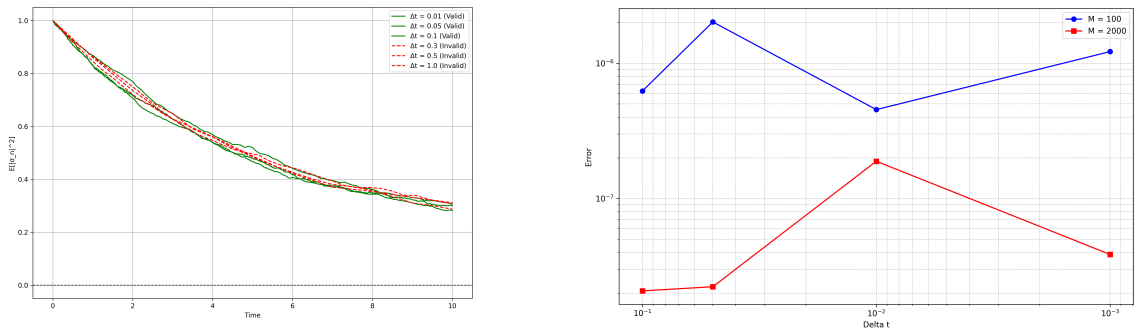 1.0
0.8
0.6
0.4
0.2
0.0
E[|σ_n|^2]
0
2
4
6
8
10
Time
Δt = 0.01 (Valid)
Δt = 0.05 (Valid)
Δt = 0.1 (Valid)
Δt = 0.3 (Invalid)
Δt = 0.5 (Invalid)
Δt = 1.0 (Invalid)
10⁻⁶
10⁻⁷
Error
10⁻¹
10⁻²
10⁻³
Delta t
M = 100
M = 2000